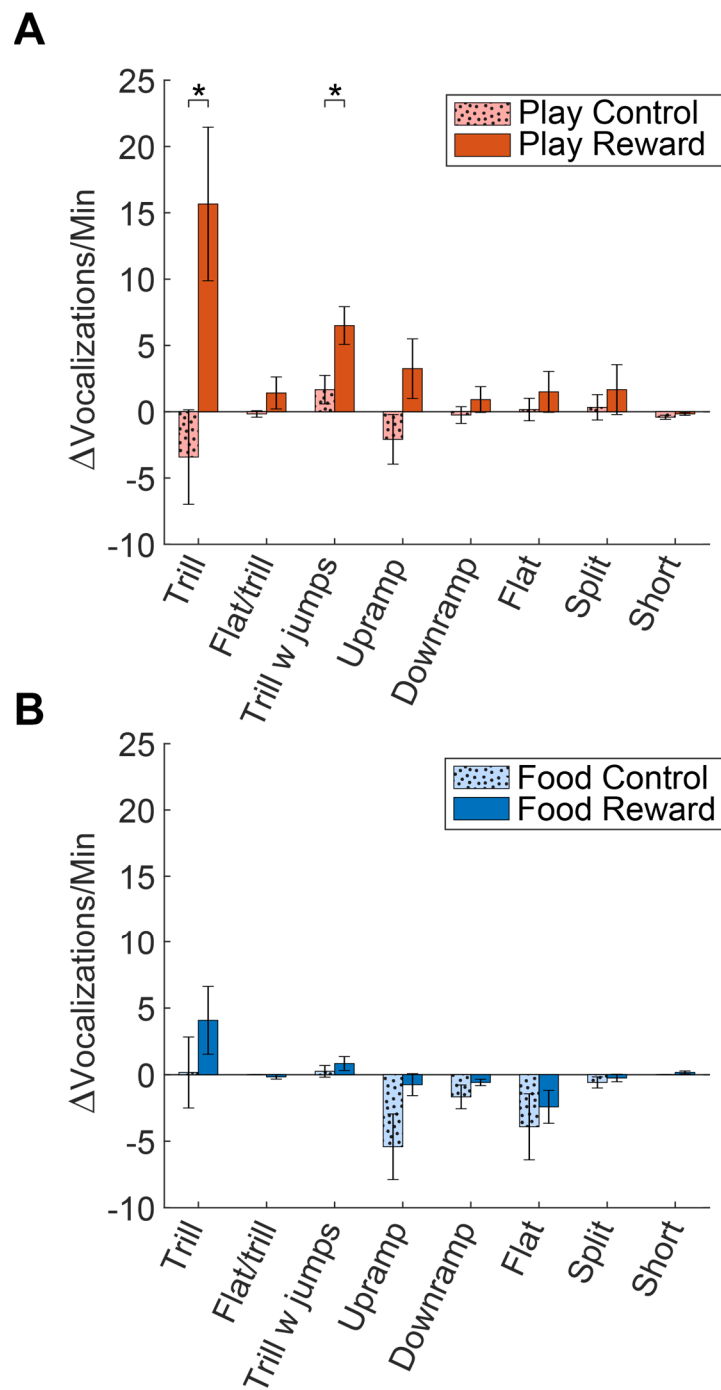 A
25
20
15
10
5
0
-5
-10
ΔVocalizations/Min
* *
Play Control
Play Reward
Trill
Flat/trill
Trill w jumps
Upramp
Downramp
Flat
Split
Short
B
25
20
15
10
5
0
-5
-10
ΔVocalizations/Min
Food Control
Food Reward
Trill
Flat/trill
Trill w jumps
Upramp
Downramp
Flat
Split
Short